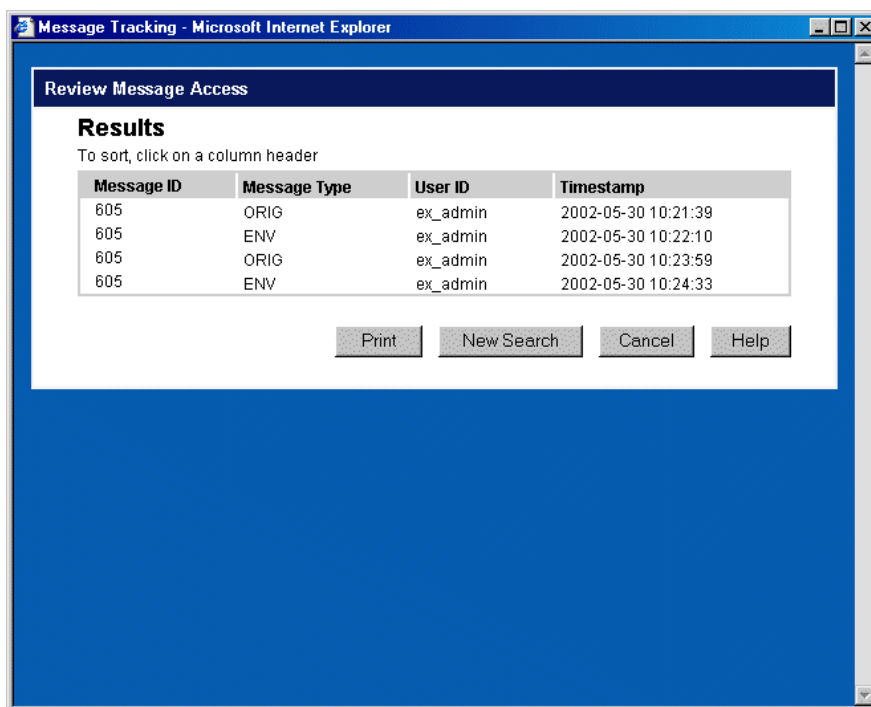 Message Tracking - Microsoft Internet Explorer
Review Message Access
Results
To sort, click on a column header
Message ID Message Type User ID Timestamp
605 ORIG ex_admin 2002-05-30 10:21:39
605 ENV ex_admin 2002-05-30 10:22:10
605 ORIG ex_admin 2002-05-30 10:23:59
605 ENV ex_admin 2002-05-30 10:24:33
Print New Search Cancel Help